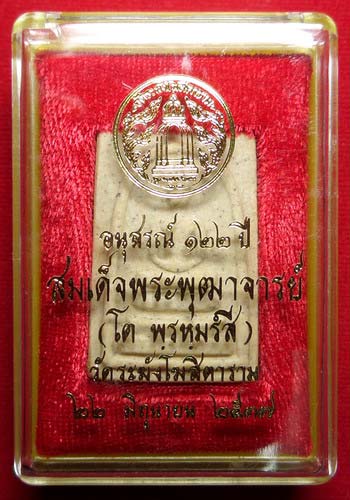 อนุสรณ์ ๑๒๒ ปี
สมเด็จพระพุฒาจารย์
(โต พฺรหฺมรํสี)
วัดระฆังโฆสิตาราม
๒๒ มิถุนายน ๒๕๓๗